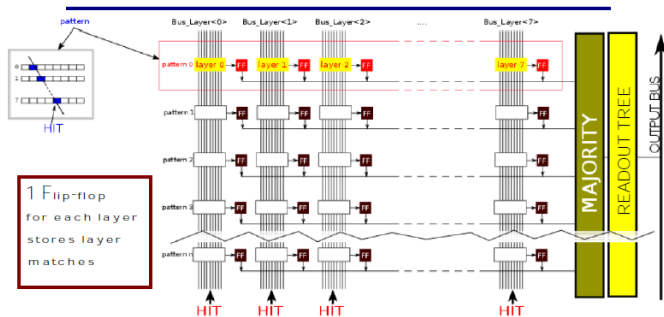 pattern
Bus_Layer<0> Bus_Layer<1> Bus_Layer<2> .... Bus_Layer<7>
pattern 0 layer 0 FF layer 1 FF layer 2 FF layer 7 FF
0
1
7
HIT
pattern 1 FF FF FF FF
pattern 2 FF FF FF FF
pattern 3 FF FF FF FF
pattern n FF FF FF FF
1 Flip-flop
for each layer
stores layer
matches
HIT HIT HIT HIT
MAJORITY
READOUT TREE
OUTPUT BUS